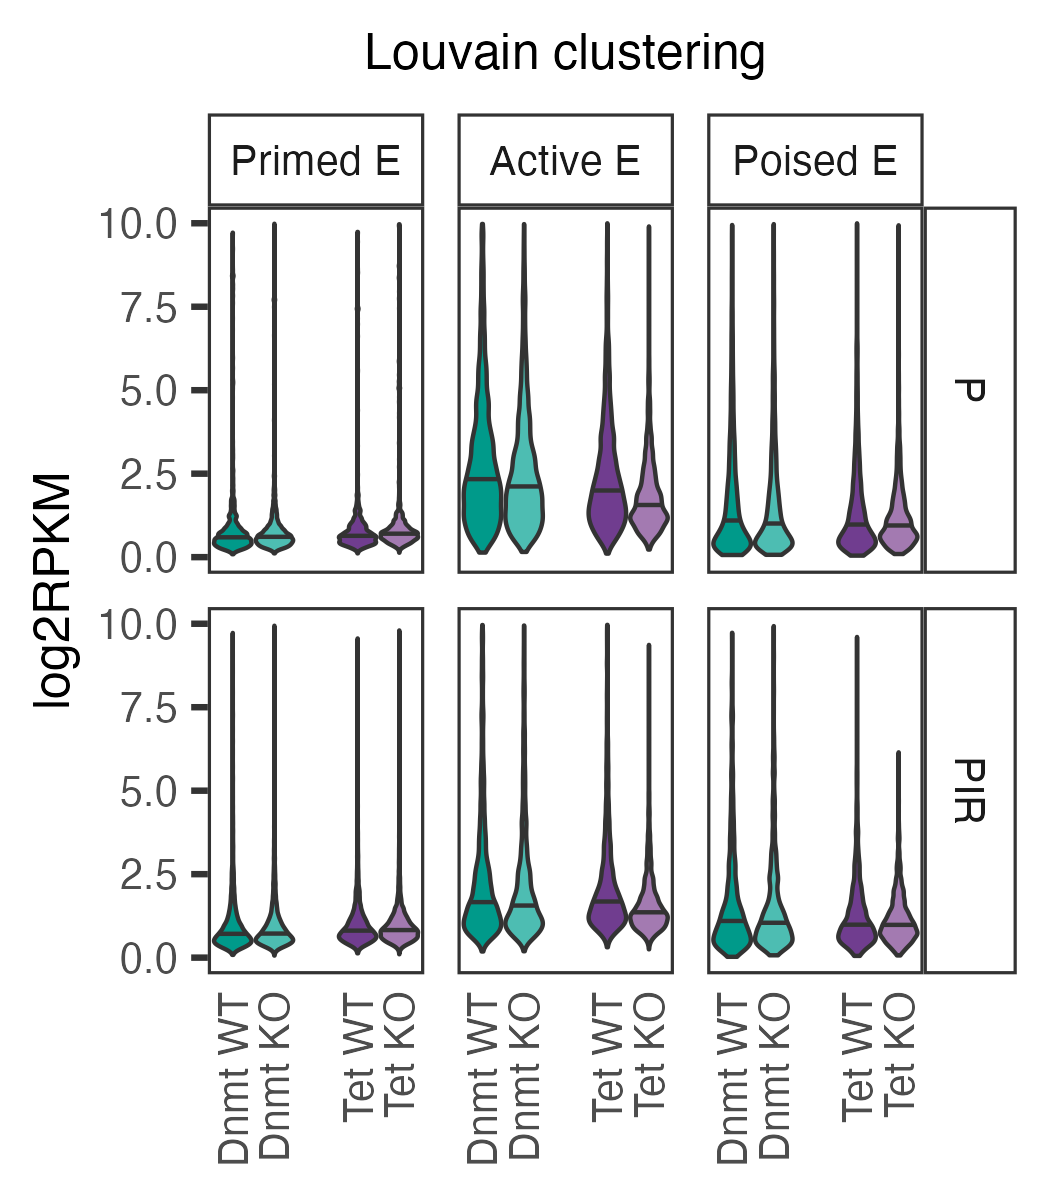 Louvain clustering
Primed E
Active E
Poised E
log2RPKM
10.0
7.5
5.0
2.5
0.0
P
10.0
7.5
5.0
2.5
0.0
PIR
Dnmt WT
Dnmt KO
Tet WT
Tet KO
Dnmt WT
Dnmt KO
Tet WT
Tet KO
Dnmt WT
Dnmt KO
Tet WT
Tet KO